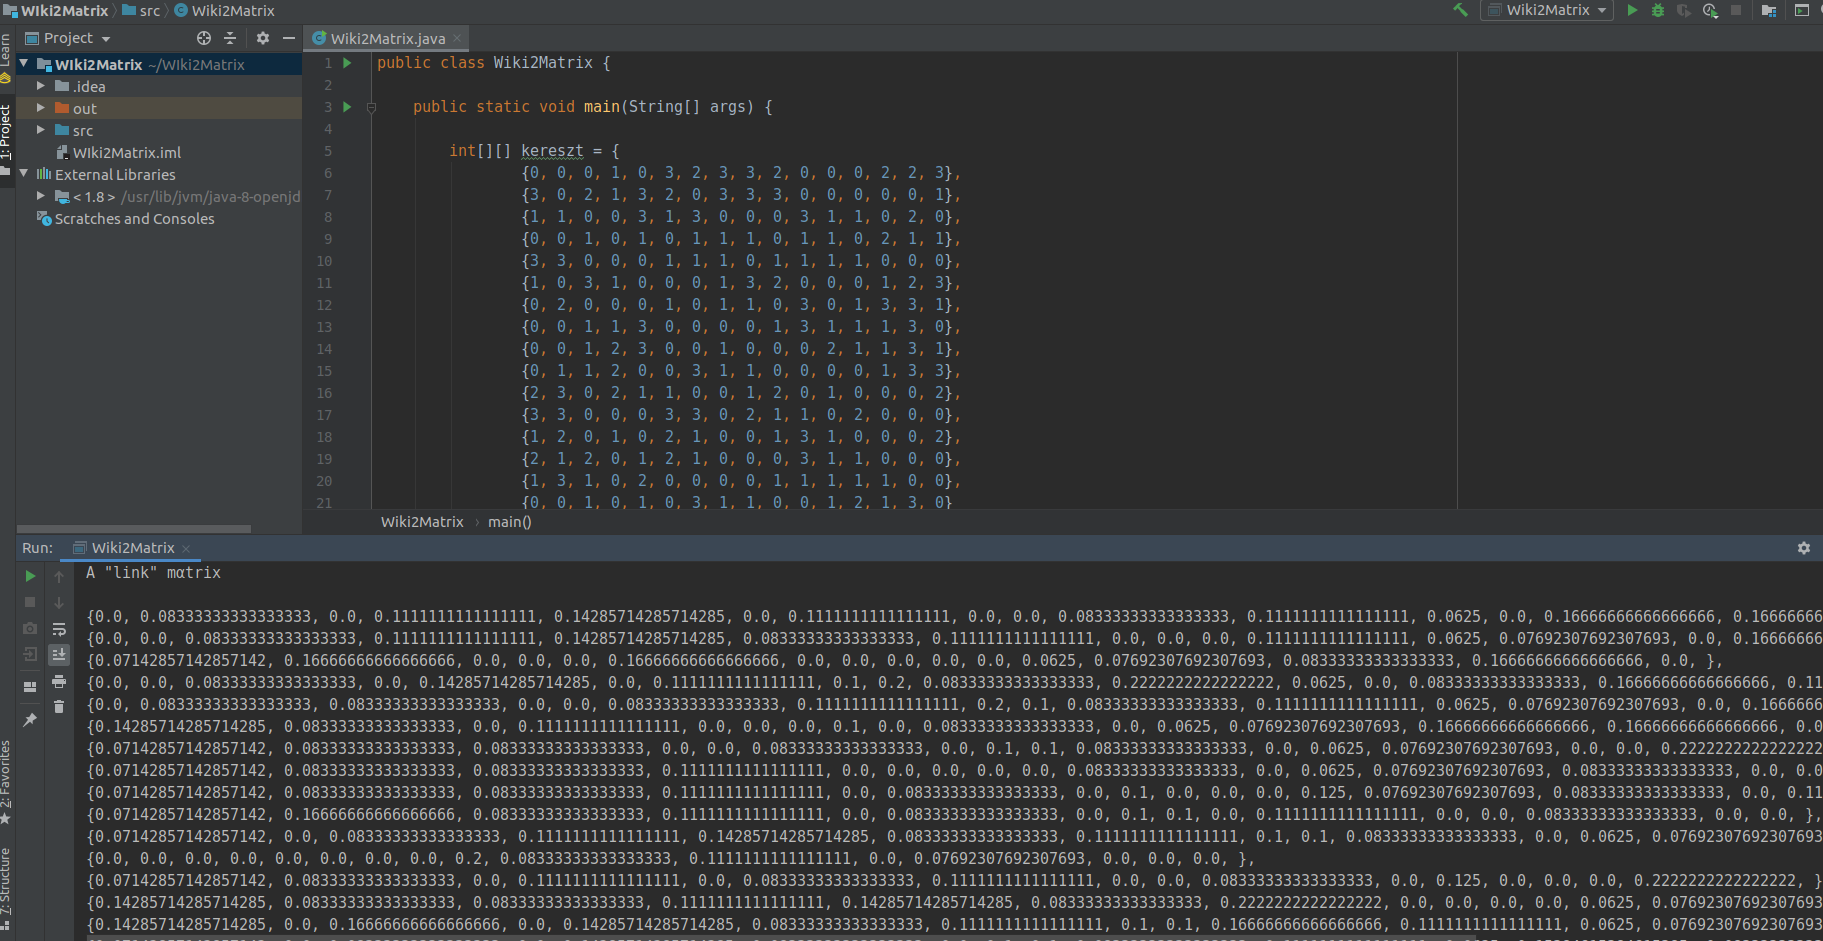 WIki2Matrix src Wiki2Matrix
Wiki2Matrix
Project
Wiki2Matrix.java
Learn
1: Project
2: Favorites
7: Structure
WIki2Matrix ~/WIki2Matrix
.idea
out
src
WIki2Matrix.iml
External Libraries
< 1.8 > /usr/lib/jvm/java-8-openjd
Scratches and Consoles
1 public class Wiki2Matrix {
2
3 public static void main(String[] args) {
4
5 int[][] kereszt = {
6 {0, 0, 0, 1, 0, 3, 2, 3, 3, 2, 0, 0, 0, 2, 2, 3},
7 {3, 0, 2, 1, 3, 2, 0, 3, 3, 3, 0, 0, 0, 0, 0, 1},
8 {1, 1, 0, 0, 3, 1, 3, 0, 0, 0, 3, 1, 1, 0, 2, 0},
9 {0, 0, 1, 0, 1, 0, 1, 1, 1, 0, 1, 1, 0, 2, 1, 1},
10 {3, 3, 0, 0, 0, 1, 1, 1, 0, 1, 1, 1, 1, 0, 0, 0},
11 {1, 0, 3, 1, 0, 0, 0, 1, 3, 2, 0, 0, 0, 1, 2, 3},
12 {0, 2, 0, 0, 0, 1, 0, 1, 1, 0, 3, 0, 1, 3, 3, 1},
13 {0, 0, 1, 1, 3, 0, 0, 0, 0, 1, 3, 1, 1, 1, 3, 0},
14 {0, 0, 1, 2, 3, 0, 0, 1, 0, 0, 0, 2, 1, 1, 3, 1},
15 {0, 1, 1, 2, 0, 0, 3, 1, 1, 0, 0, 0, 0, 1, 3, 3},
16 {2, 3, 0, 2, 1, 1, 0, 0, 1, 2, 0, 1, 0, 0, 0, 2},
17 {3, 3, 0, 0, 0, 3, 3, 0, 2, 1, 1, 0, 2, 0, 0, 0},
18 {1, 2, 0, 1, 0, 2, 1, 0, 0, 1, 3, 1, 0, 0, 0, 2},
19 {2, 1, 2, 0, 1, 2, 1, 0, 0, 0, 3, 1, 1, 0, 0, 0},
20 {1, 3, 1, 0, 2, 0, 0, 0, 0, 1, 1, 1, 1, 1, 0, 0},
21 {0, 0, 1, 0, 1, 0, 3, 1, 1, 0, 0, 1, 2, 1, 3, 0}
Wiki2Matrix main()
Run: Wiki2Matrix
A "link" mαtrix
{0.0, 0.08333333333333333, 0.0, 0.1111111111111111, 0.14285714285714285, 0.0, 0.1111111111111111, 0.0, 0.0, 0.08333333333333333, 0.1111111111111111, 0.0625, 0.0, 0.16666666666666666, 0.1666666
{0.0, 0.0, 0.08333333333333333, 0.1111111111111111, 0.14285714285714285, 0.08333333333333333, 0.1111111111111111, 0.0, 0.0, 0.0, 0.1111111111111111, 0.0625, 0.07692307692307693, 0.0, 0.1666666
{0.07142857142857142, 0.16666666666666666, 0.0, 0.0, 0.0, 0.16666666666666666, 0.0, 0.0, 0.0, 0.0, 0.0, 0.0625, 0.07692307692307693, 0.08333333333333333, 0.16666666666666666, 0.0, },
{0.0, 0.0, 0.08333333333333333, 0.0, 0.14285714285714285, 0.0, 0.1111111111111111, 0.1, 0.2, 0.08333333333333333, 0.2222222222222222, 0.0625, 0.0, 0.08333333333333333, 0.16666666666666666, 0.11
{0.0, 0.08333333333333333, 0.08333333333333333, 0.0, 0.0, 0.08333333333333333, 0.1111111111111111, 0.2, 0.1, 0.08333333333333333, 0.1111111111111111, 0.0625, 0.07692307692307693, 0.0, 0.1666666
{0.14285714285714285, 0.08333333333333333, 0.0, 0.1111111111111111, 0.0, 0.0, 0.0, 0.1, 0.0, 0.08333333333333333, 0.0, 0.0625, 0.07692307692307693, 0.16666666666666666, 0.16666666666666666, 0.0
{0.07142857142857142, 0.08333333333333333, 0.08333333333333333, 0.0, 0.0, 0.08333333333333333, 0.0, 0.1, 0.1, 0.08333333333333333, 0.0, 0.0625, 0.07692307692307693, 0.0, 0.0, 0.2222222222222222
{0.07142857142857142, 0.08333333333333333, 0.08333333333333333, 0.1111111111111111, 0.0, 0.0, 0.0, 0.0, 0.0, 0.08333333333333333, 0.0, 0.0625, 0.07692307692307693, 0.08333333333333333, 0.0, 0.0
{0.07142857142857142, 0.08333333333333333, 0.08333333333333333, 0.1111111111111111, 0.0, 0.08333333333333333, 0.0, 0.1, 0.0, 0.0, 0.0, 0.125, 0.07692307692307693, 0.08333333333333333, 0.0, 0.11
{0.07142857142857142, 0.16666666666666666, 0.08333333333333333, 0.1111111111111111, 0.0, 0.08333333333333333, 0.0, 0.1, 0.1, 0.0, 0.1111111111111111, 0.0, 0.0, 0.08333333333333333, 0.0, 0.0, },
{0.07142857142857142, 0.0, 0.08333333333333333, 0.1111111111111111, 0.14285714285714285, 0.08333333333333333, 0.1111111111111111, 0.1, 0.1, 0.08333333333333333, 0.0, 0.0625, 0.07692307692307693
{0.0, 0.0, 0.0, 0.0, 0.0, 0.0, 0.0, 0.0, 0.2, 0.08333333333333333, 0.1111111111111111, 0.0, 0.07692307692307693, 0.0, 0.0, 0.0, },
{0.07142857142857142, 0.08333333333333333, 0.0, 0.1111111111111111, 0.0, 0.08333333333333333, 0.1111111111111111, 0.0, 0.0, 0.08333333333333333, 0.0, 0.125, 0.0, 0.0, 0.0, 0.2222222222222222, }
{0.14285714285714285, 0.08333333333333333, 0.08333333333333333, 0.1111111111111111, 0.14285714285714285, 0.08333333333333333, 0.2222222222222222, 0.0, 0.0, 0.0, 0.0, 0.0625, 0.07692307692307693
{0.14285714285714285, 0.0, 0.16666666666666666, 0.0, 0.14285714285714285, 0.08333333333333333, 0.1111111111111111, 0.1, 0.1, 0.16666666666666666, 0.1111111111111111, 0.0625, 0.07692307692307693